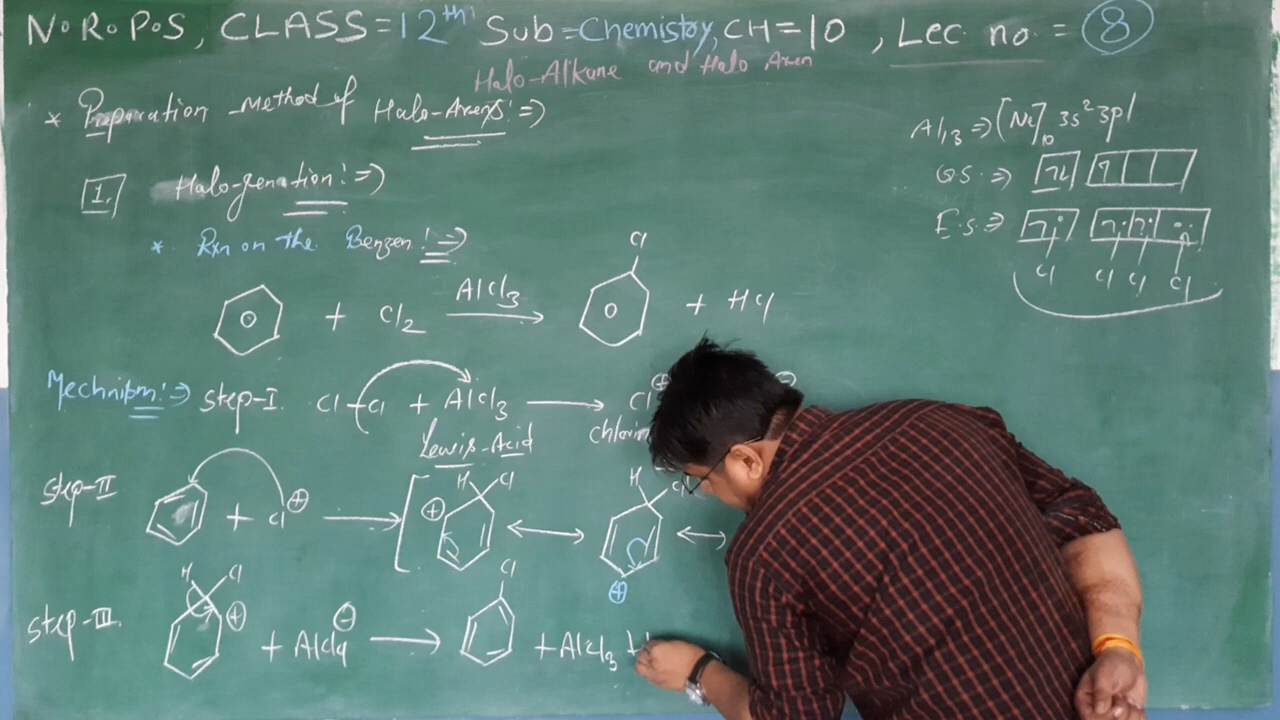 N.R.P.S, CLASS=12th Sub=Chemistry, CH=10, Lec no. = 8
Halo-Alkane and Halo Aren
* Preparation Method of Halo-Arens:⇒
Al13 ⇒ [Ne]10 3s² 3p1
G.S. ⇒
1. Halo-genation:⇒
E.S. ⇒
Cl Cl Cl Cl
* Rxn on the Benzen:⇒
Cl
+ Cl2 AlCl3 ⟶ + HCl
Mechnism:⇒ step-I. Cl-Cl + AlCl3 ⟶ Cl⊕
Lewis-Acid
step-II + Cl⊕ ⟶ [ H Cl ⊕ ⟷ H Cl ⊕ ⟷
step-III. H Cl ⊕ + AlCl4⊖ ⟶ Cl + AlCl3 +